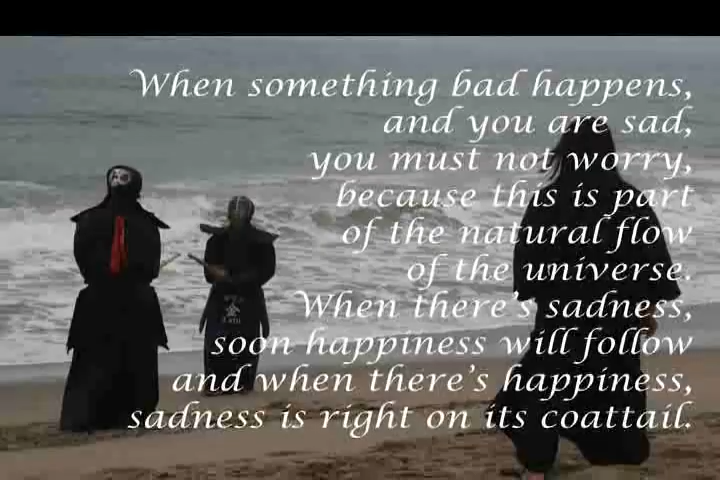 When something bad happens,
and you are sad,
you must not worry,
because this is part
of the natural flow
of the universe.
When there's sadness,
soon happiness will follow
and when there's happiness,
sadness is right on its coattail.